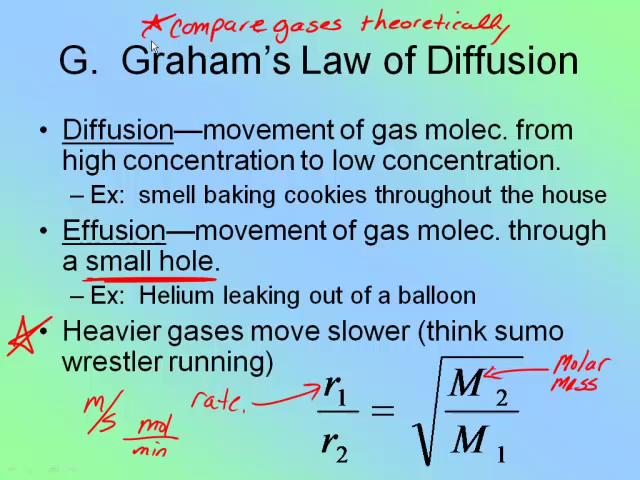 ☆compare gases theoretically
G. Graham's Law of Diffusion
• Diffusion—movement of gas molec. from
high concentration to low concentration.
– Ex: smell baking cookies throughout the house
• Effusion—movement of gas molec. through
a small hole.
– Ex: Helium leaking out of a balloon
☆• Heavier gases move slower (think sumo
wrestler running)
m/s mol/min rate. r₁/r₂ = √(M₂/M₁) Molar
Mass